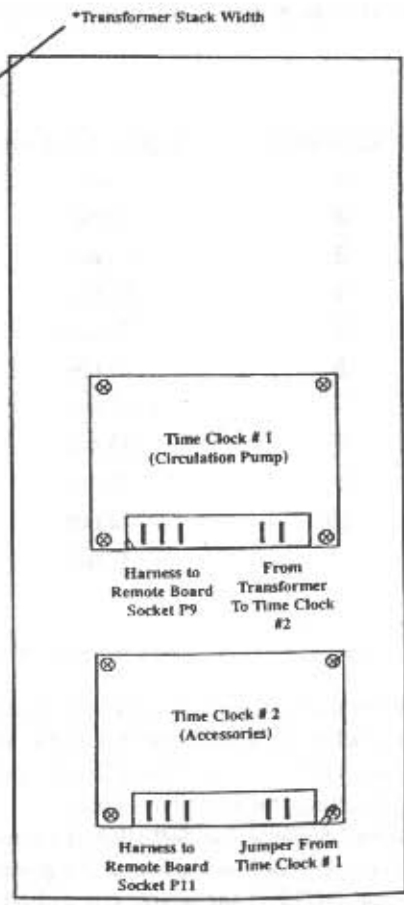 *Transformer Stack Width
Time Clock # 1
(Circulation Pump)
Harness to
Remote Board
Socket P9
From
Transformer
To Time Clock
#2
Time Clock # 2
(Accessories)
Harness to
Remote Board
Socket P11
Jumper From
Time Clock # 1